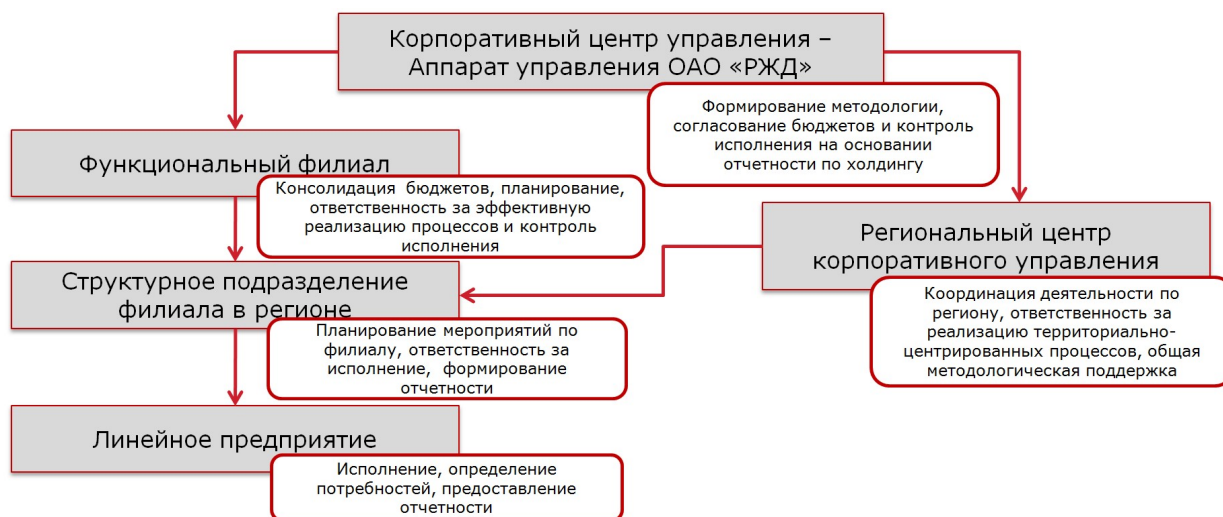 Корпоративный центр управления –
Аппарат управления ОАО «РЖД»
Формирование методологии,
согласование бюджетов и контроль
исполнения на основании
отчетности по холдингу
Функциональный филиал
Консолидация бюджетов, планирование,
ответственность за эффективную
реализацию процессов и контроль
исполнения
Региональный центр
корпоративного управления
Координация деятельности по
региону, ответственность за
реализацию территориально-
центрированных процессов, общая
методологическая поддержка
Структурное подразделение
филиала в регионе
Планирование мероприятий по
филиалу, ответственность за
исполнение, формирование
отчетности
Линейное предприятие
Исполнение, определение
потребностей, предоставление
отчетности